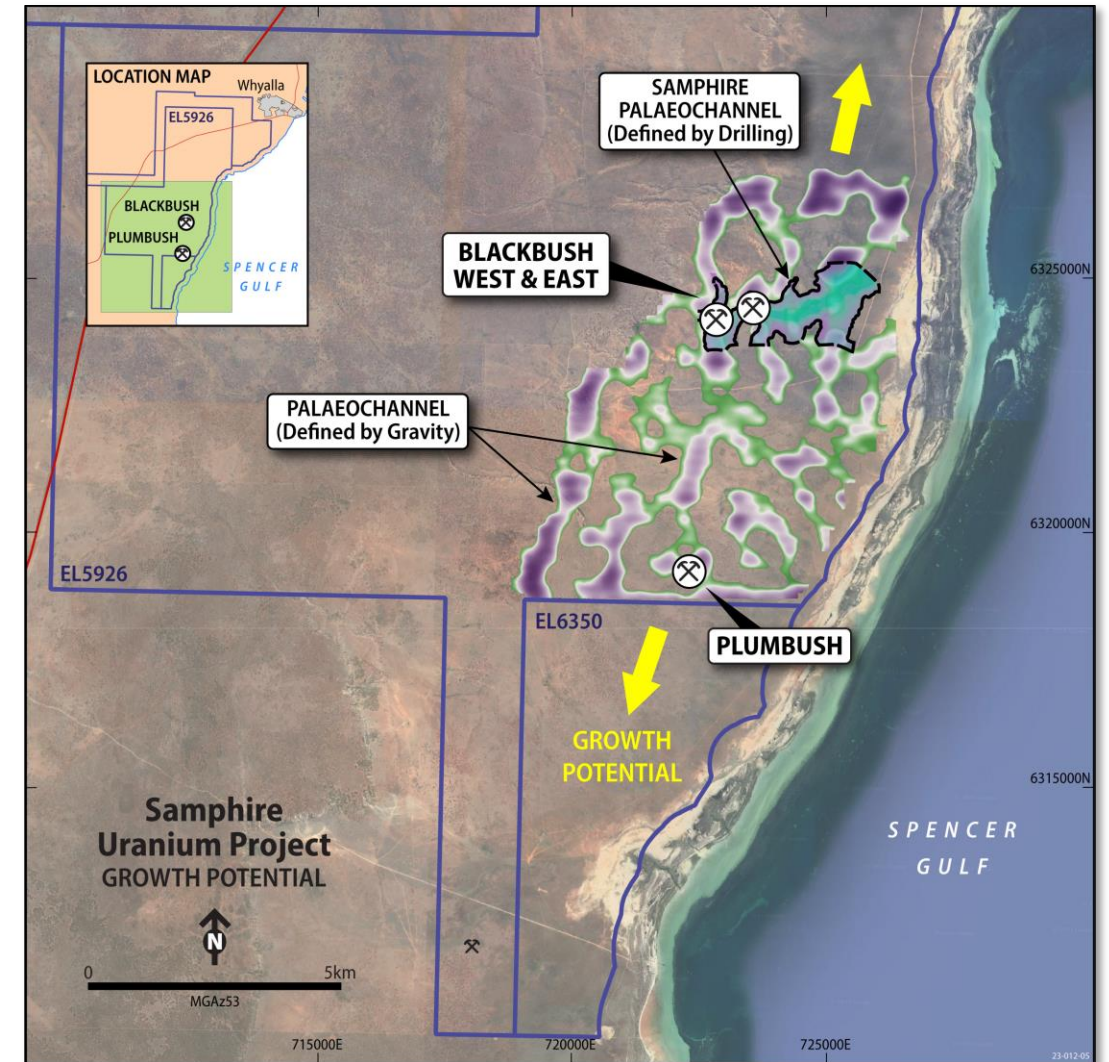 LOCATION MAP
Whyalla
EL5926
BLACKBUSH
PLUMBUSH
SPENCER
GULF
SAMPHIRE
PALAEOCHANNEL
(Defined by Drilling)
BLACKBUSH
WEST & EAST
6325000N
PALAEOCHANNEL
(Defined by Gravity)
6320000N
EL5926
EL6350
PLUMBUSH
GROWTH
POTENTIAL
6315000N
Samphire
Uranium Project
GROWTH POTENTIAL
SPENCER
GULF
N
0 5km
MGAz53
715000E 720000E 725000E
23-012-05